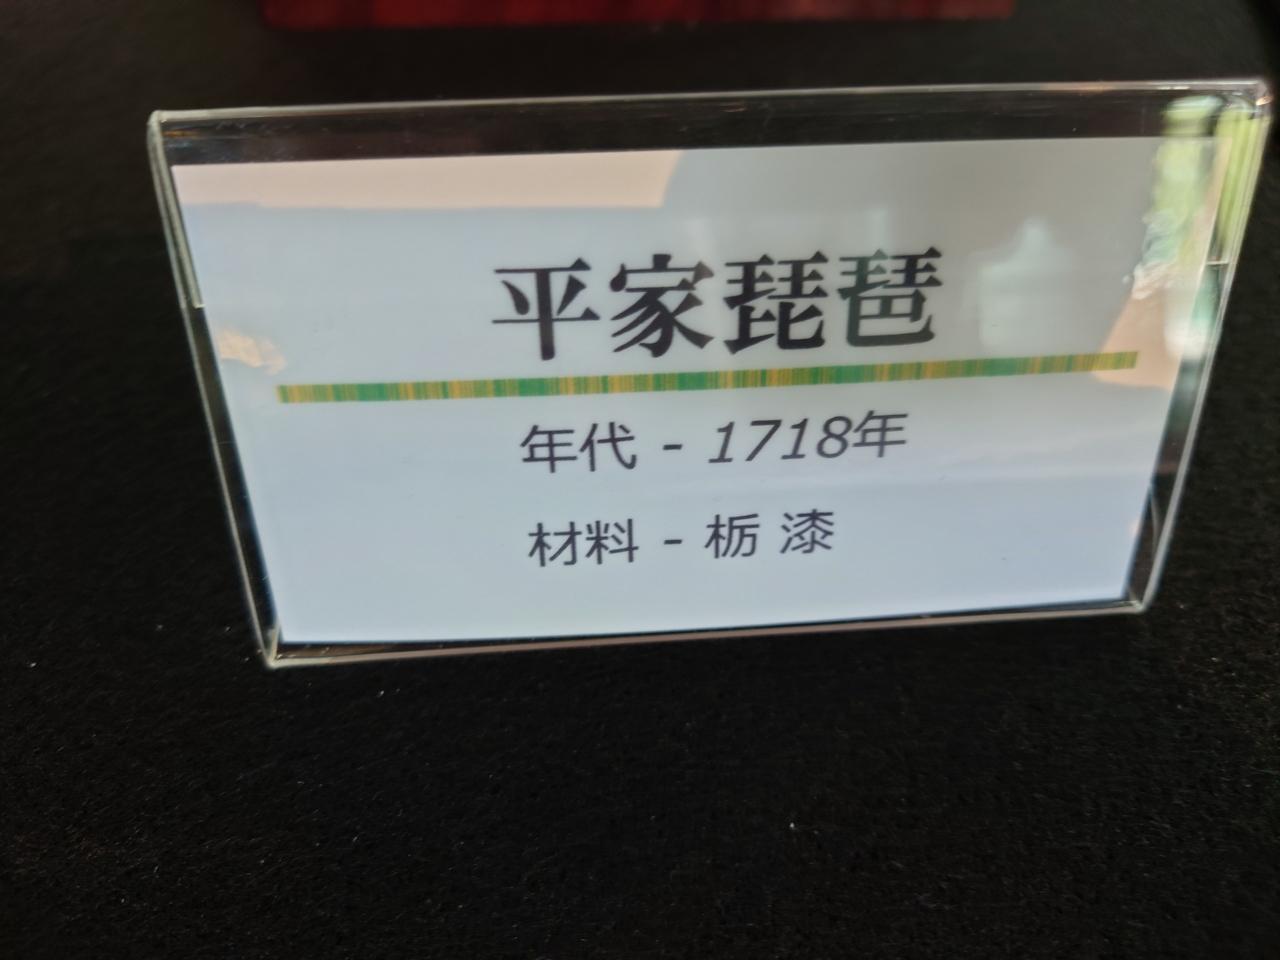 平家琵琶
年代 - 1718年
材料 - 栃 漆